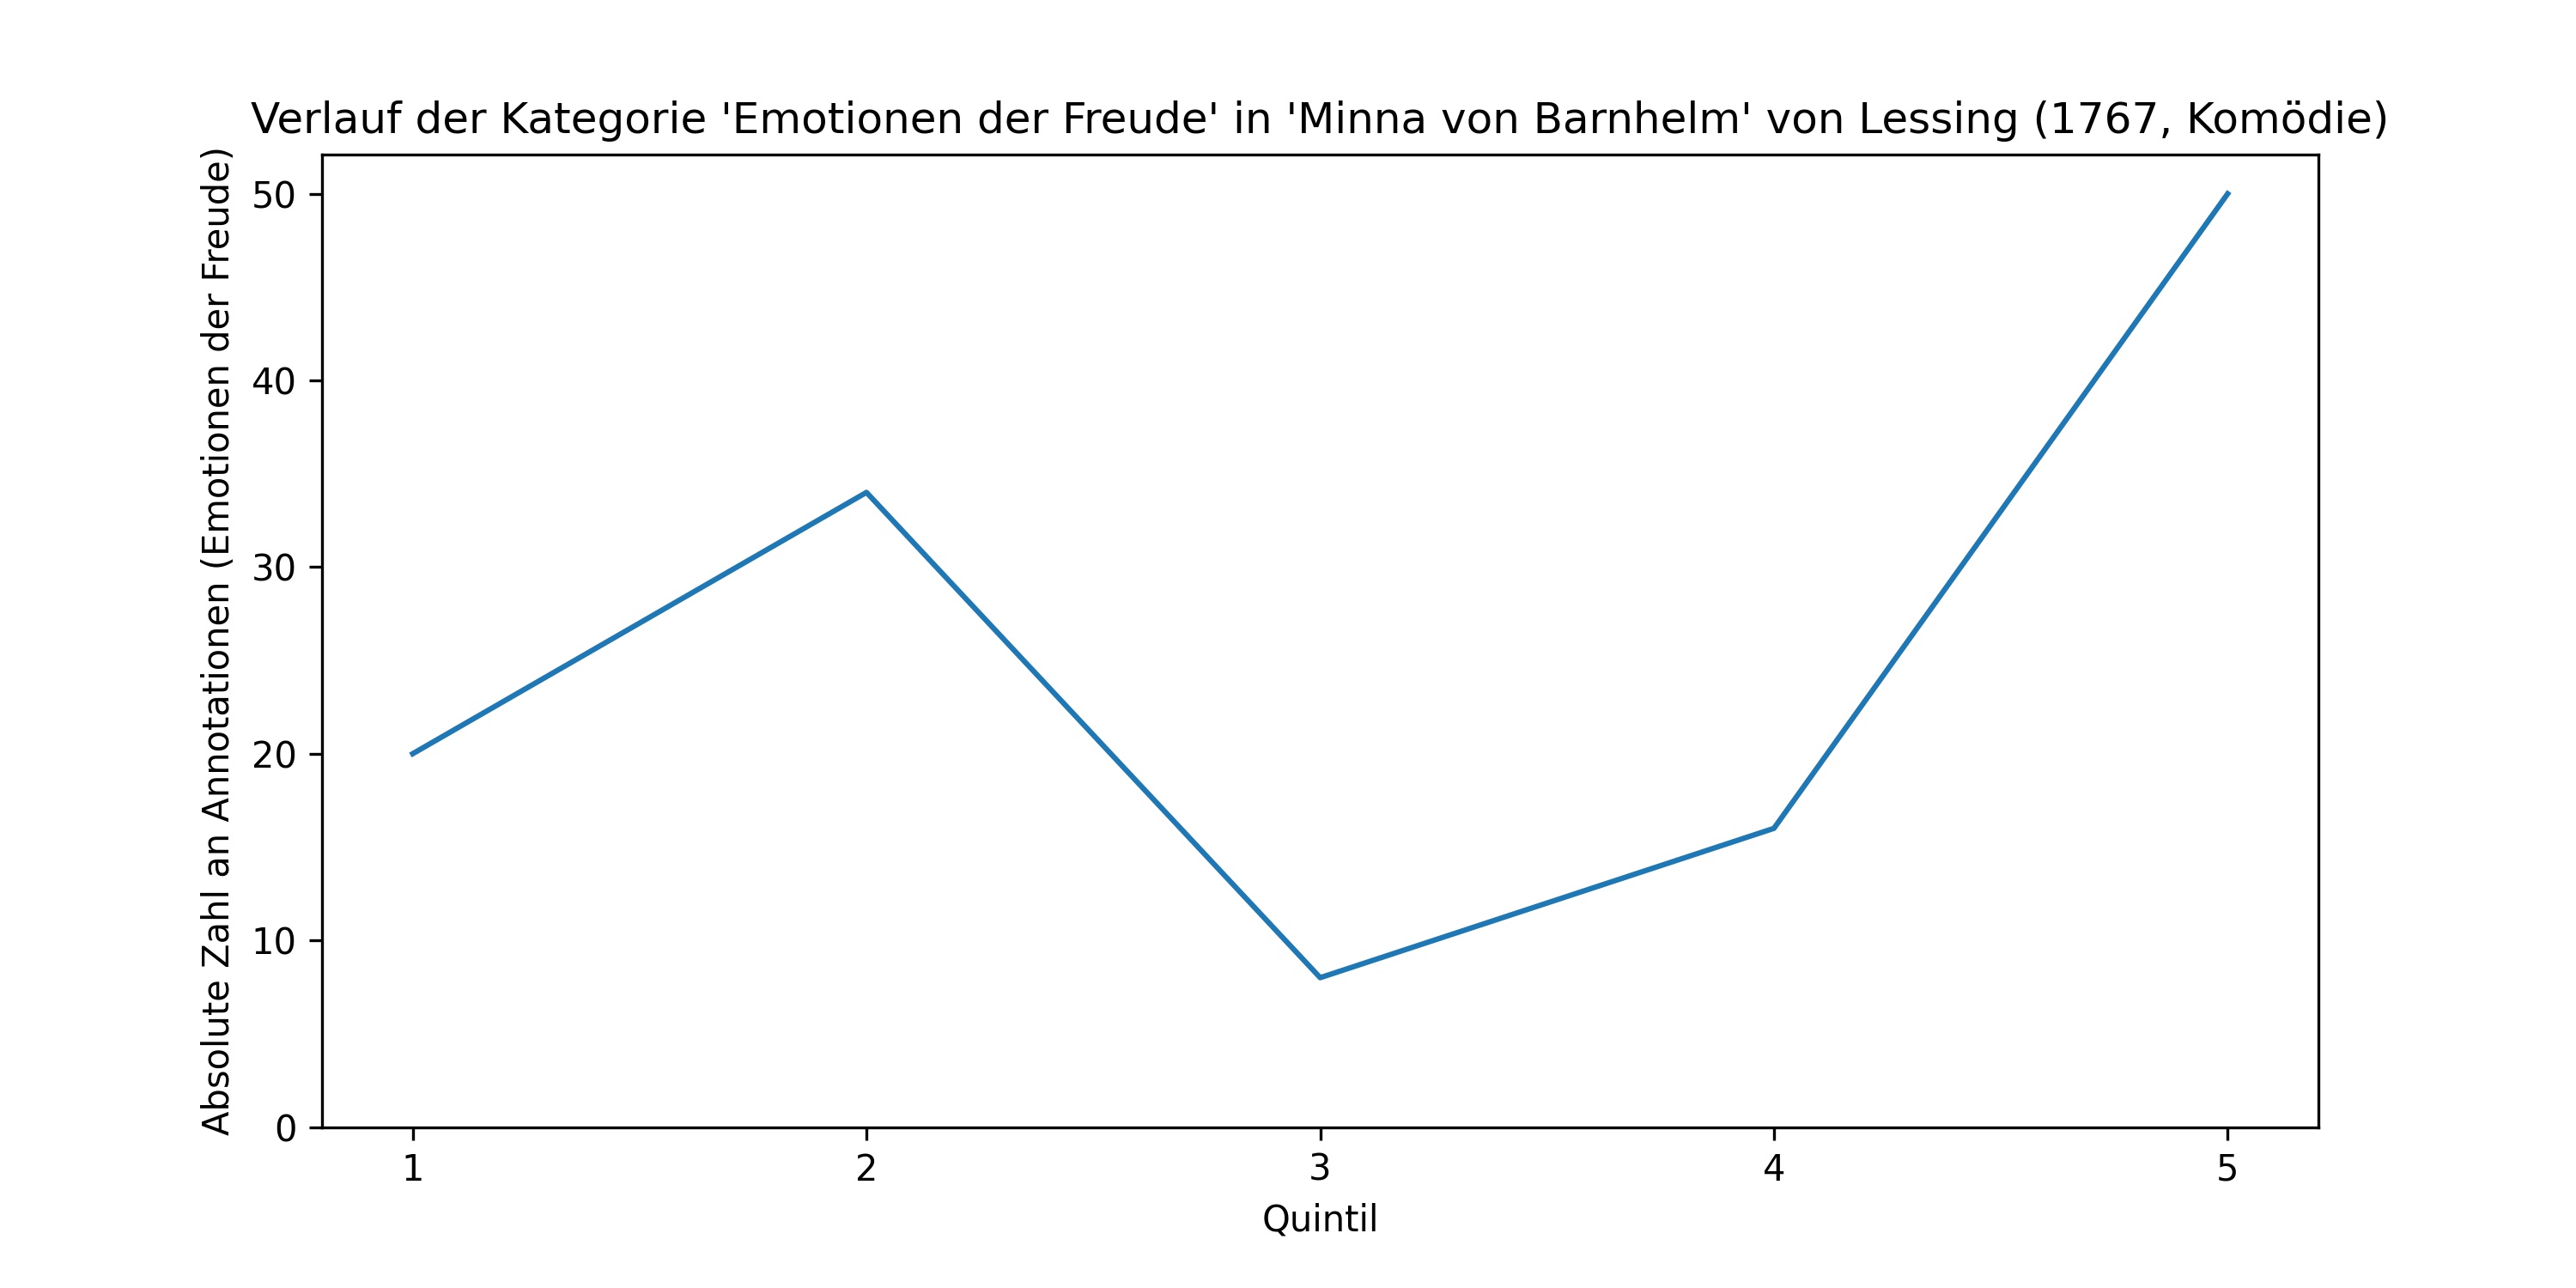 Verlauf der Kategorie 'Emotionen der Freude' in 'Minna von Barnhelm' von Lessing (1767, Komödie)
Absolute Zahl an Annotationen (Emotionen der Freude)
50
40
30
20
10
0
1 2 3 4 5
Quintil